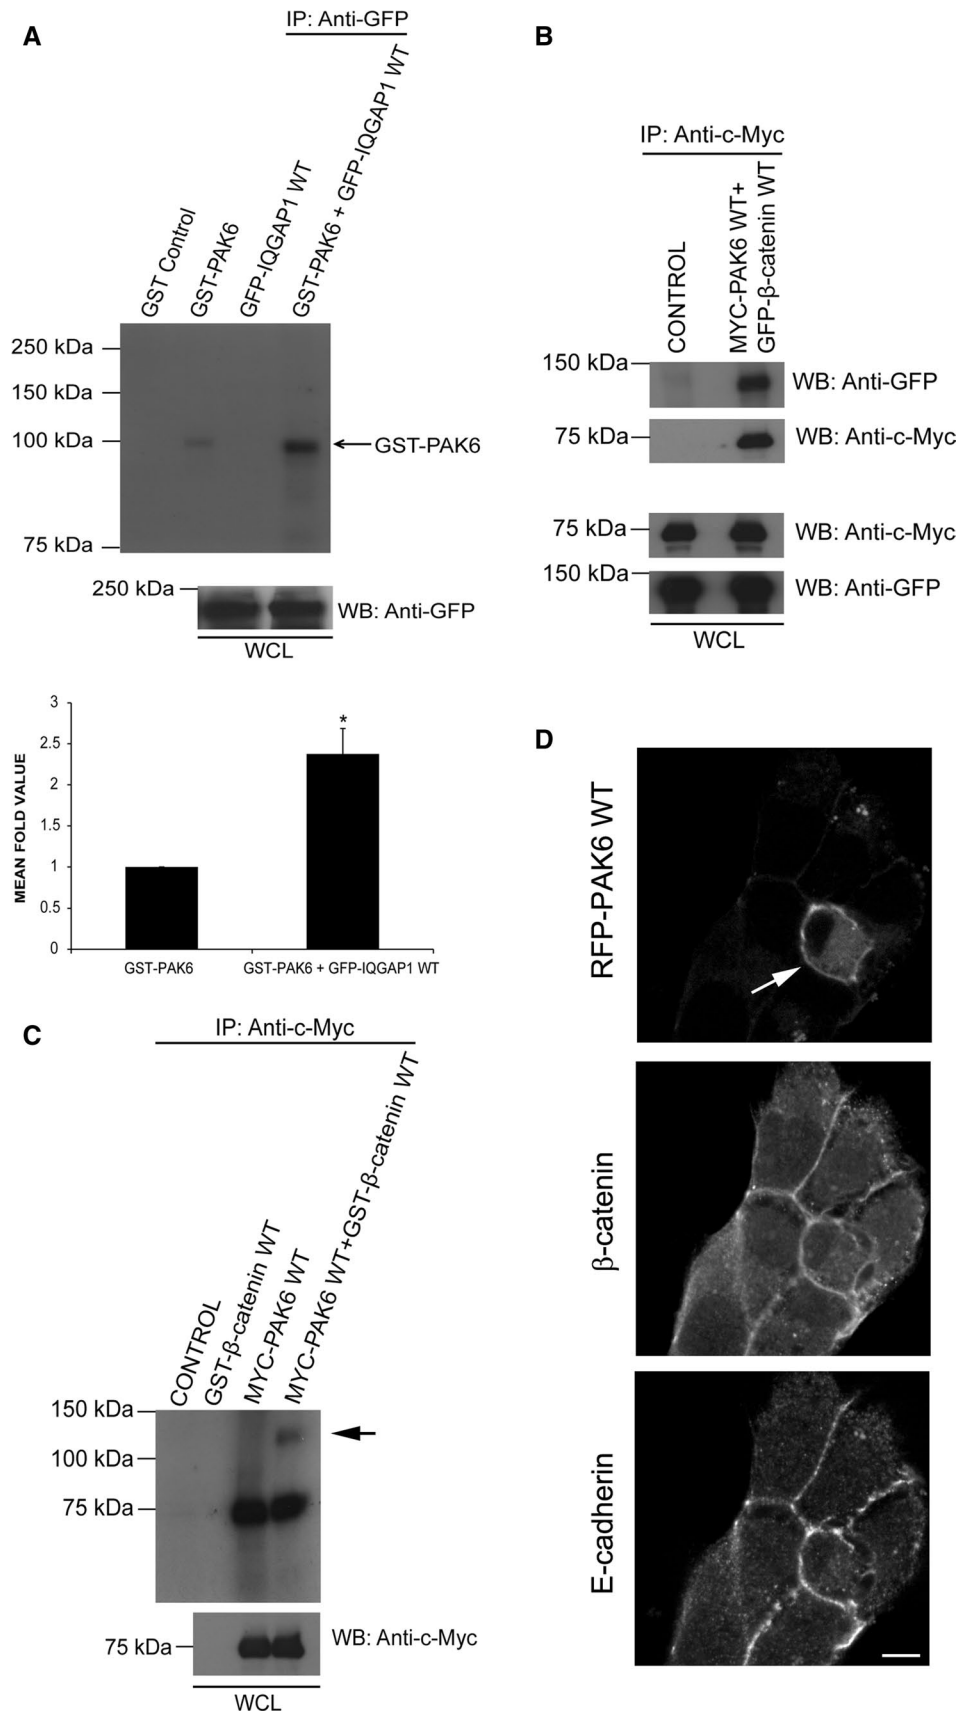 A
IP: Anti-GFP
GST Control
GST-PAK6
GFP-IQGAP1 WT
GST-PAK6 + GFP-IQGAP1 WT
250 kDa
150 kDa
100 kDa
GST-PAK6
75 kDa
250 kDa
WB: Anti-GFP
WCL
MEAN FOLD VALUE
3
2.5
2
1.5
1
0.5
0
*
GST-PAK6
GST-PAK6 + GFP-IQGAP1 WT
B
IP: Anti-c-Myc
CONTROL
MYC-PAK6 WT+
GFP-β-catenin WT
150 kDa
WB: Anti-GFP
75 kDa
WB: Anti-c-Myc
75 kDa
WB: Anti-c-Myc
150 kDa
WB: Anti-GFP
WCL
C
IP: Anti-c-Myc
CONTROL
GST-β-catenin WT
MYC-PAK6 WT
MYC-PAK6 WT+GST-β-catenin WT
150 kDa
100 kDa
75 kDa
75 kDa
WB: Anti-c-Myc
WCL
D
RFP-PAK6 WT
β-catenin
E-cadherin